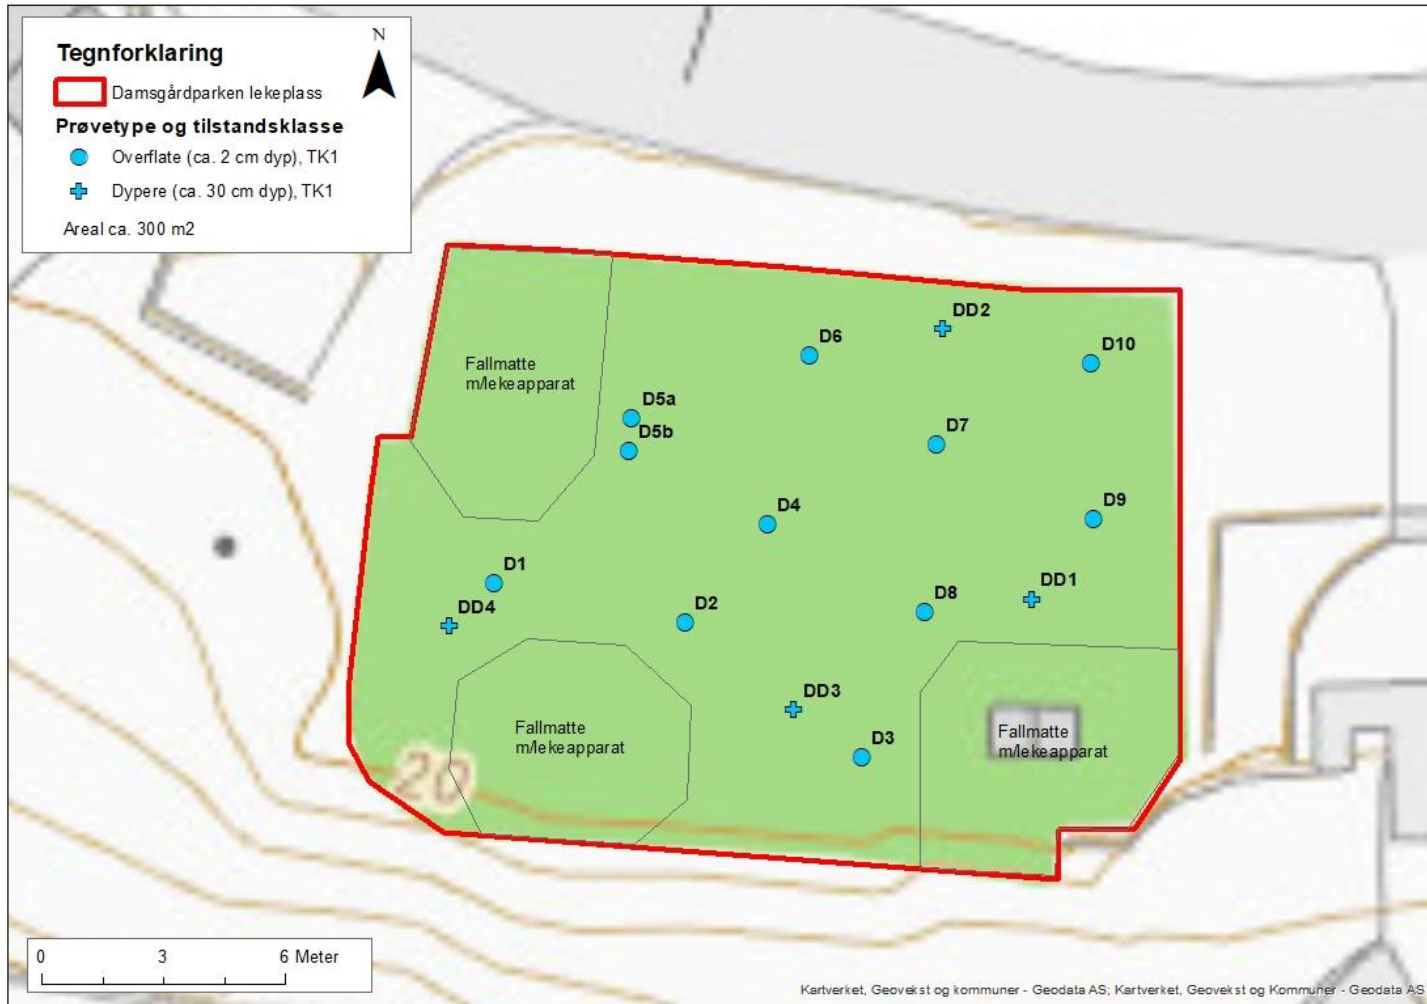 Tegnforklaring
N
Damsgårdparken lekeplass
Prøvetype og tilstandsklasse
Overflate (ca. 2 cm dyp), TK1
Dypere (ca. 30 cm dyp), TK1
Areal ca. 300 m2
DD2
D6
D10
Fallmatte
m/lekeapparat
D5a
D5b
D7
D4
D9
D1
DD4
D2
D8
DD1
DD3
D3
Fallmatte
m/lekeapparat
Fallmatte
m/lekeapparat
20
0 3 6 Meter
Kartverket, Geovekst og kommuner - Geodata AS; Kartverket, Geovekst og Kommuner - Geodata AS